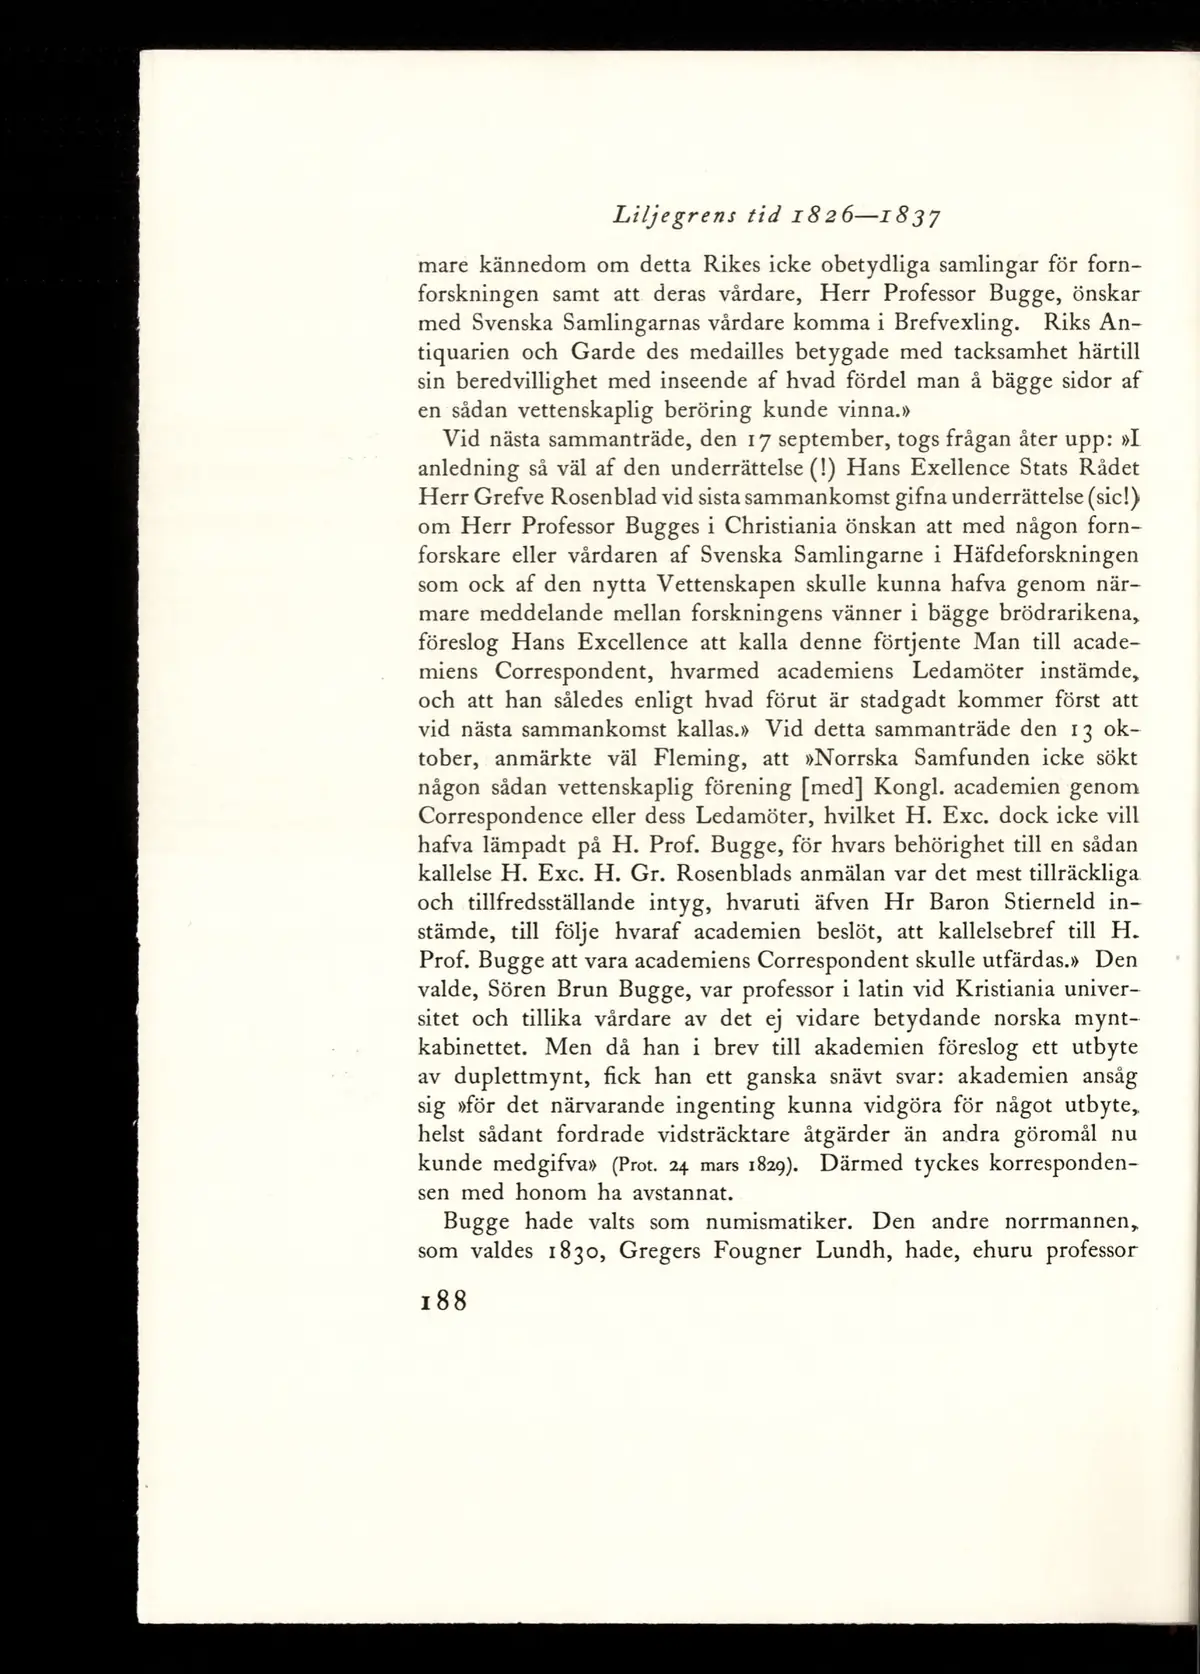 Liljegrens tid 1826—1837
mare kännedom om detta Rikes icke obetydliga samlingar för forn-
forskningen samt att deras vårdare, Herr Professor Bugge, önskar
med Svenska Samlingarnas vårdare komma i Brefvexling. Riks An-
tiquarien och Garde des medailles betygade med tacksamhet härtill
sin beredvillighet med inseende af hvad fördel man å bägge sidor af
en sådan vettenskaplig beröring kunde vinna.»
Vid nästa sammanträde, den 17 september, togs frågan åter upp: »I
anledning så väl af den underrättelse (!) Hans Exellence Stats Rådet
Herr Grefve Rosenblad vid sista sammankomst gifna underrättelse (sic!)
om Herr Professor Bugges i Christiania önskan att med någon forn-
forskare eller vårdaren af Svenska Samlingarne i Häfdeforskningen
som ock af den nytta Vettenskapen skulle kunna hafva genom när-
mare meddelande mellan forskningens vänner i bägge brödrarikena,
föreslog Hans Excellence att kalla denne förtjente Man till acade-
miens Correspondent, hvarmed academiens Ledamöter instämde,
och att han således enligt hvad förut är stadgadt kommer först att
vid nästa sammankomst kallas.» Vid detta sammanträde den 13 ok-
tober, anmärkte väl Fleming, att »Norrska Samfunden icke sökt
någon sådan vettenskaplig förening [med] Kongl. academien genom
Correspondence eller dess Ledamöter, hvilket H. Exc. dock icke vill
hafva lämpadt på H. Prof. Bugge, för hvars behörighet till en sådan
kallelse H. Exc. H. Gr. Rosenblads anmälan var det mest tillräckliga
och tillfredsställande intyg, hvaruti äfven Hr Baron Stierneld in-
stämde, till följe hvaraf academien beslöt, att kallelsebref till H.
Prof. Bugge att vara academiens Correspondent skulle utfärdas.» Den
valde, Sören Brun Bugge, var professor i latin vid Kristiania univer-
sitet och tillika vårdare av det ej vidare betydande norska mynt-
kabinettet. Men då han i brev till akademien föreslog ett utbyte
av duplettmynt, fick han ett ganska snävt svar: akademien ansåg
sig »för det närvarande ingenting kunna vidgöra för något utbyte,
helst sådant fordrade vidsträcktare åtgärder än andra göromål nu
kunde medgifva» (Prot. 24 mars 1829). Därmed tyckes korresponden-
sen med honom ha avstannat.
Bugge hade valts som numismatiker. Den andre norrmannen,
som valdes 1830, Gregers Fougner Lundh, hade, ehuru professor
188